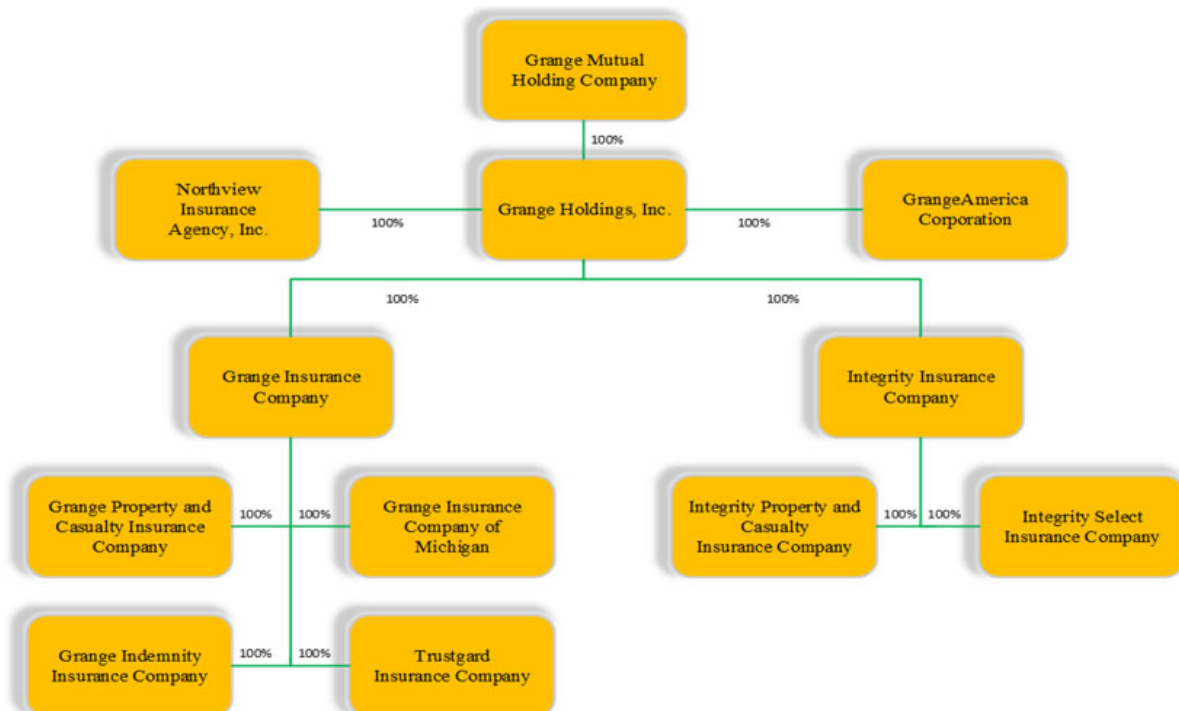 Grange Mutual
Holding Company
100%
Northview
Insurance
Agency, Inc.
100%
Grange Holdings, Inc.
100%
GrangeAmerica
Corporation
100%
100%
Grange Insurance
Company
Integrity Insurance
Company
Grange Property and
Casualty Insurance
Company
100%
100%
Grange Insurance
Company of
Michigan
Integrity Property and
Casualty
Insurance Company
100%
100%
Integrity Select
Insurance Company
Grange Indemnity
Insurance Company
100%
100%
Trustgard
Insurance Company